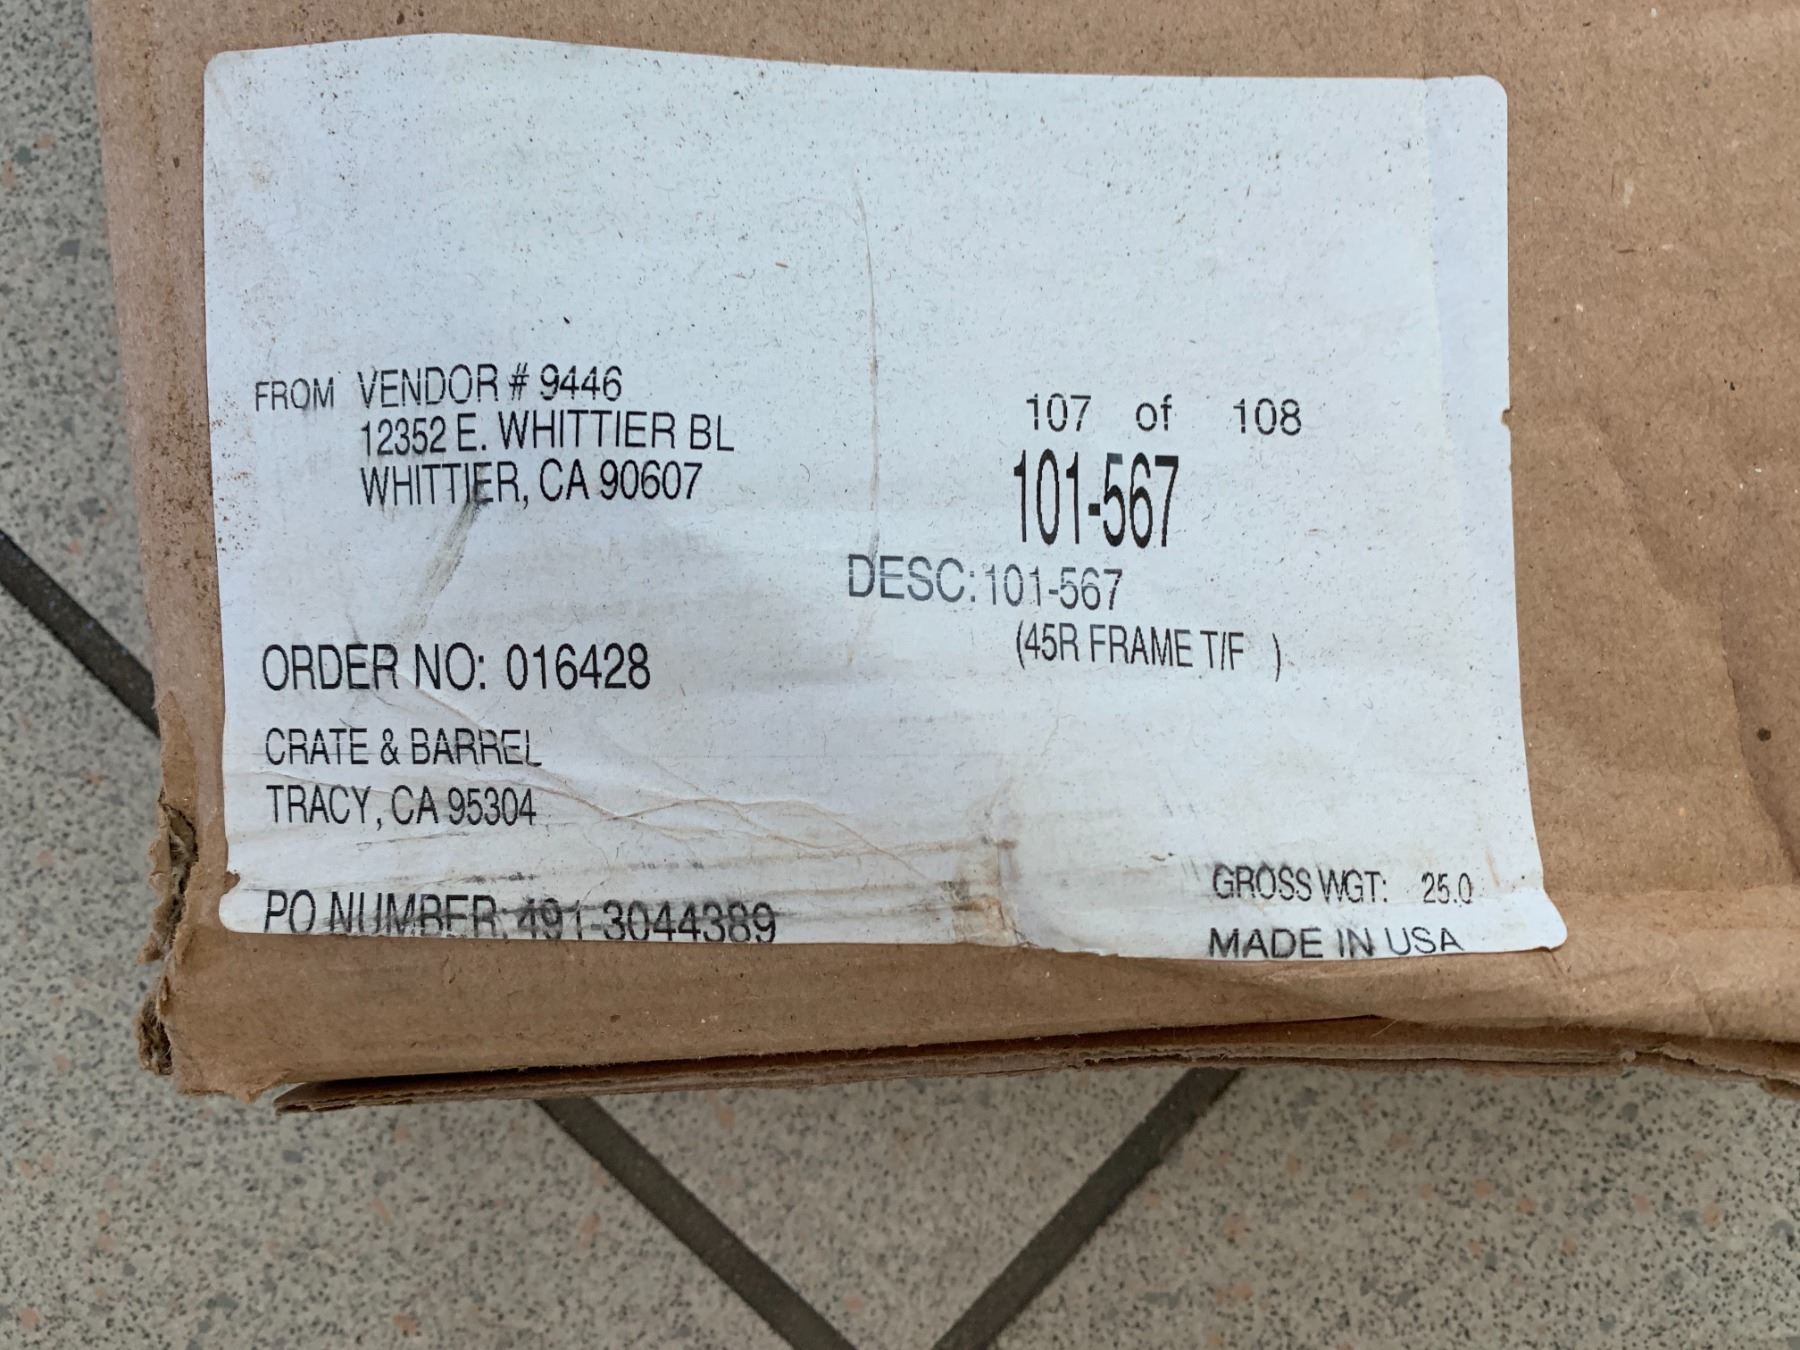 FROM VENDOR # 9446
12352 E. WHITTIER BL
WHITTIER, CA 90607
107 of 108
101-567
DESC: 101-567
(45R FRAME T/F )
ORDER NO: 016428
CRATE & BARREL
TRACY, CA 95304
PO NUMBER: 491-3044389
GROSS WGT: 25.0
MADE IN USA